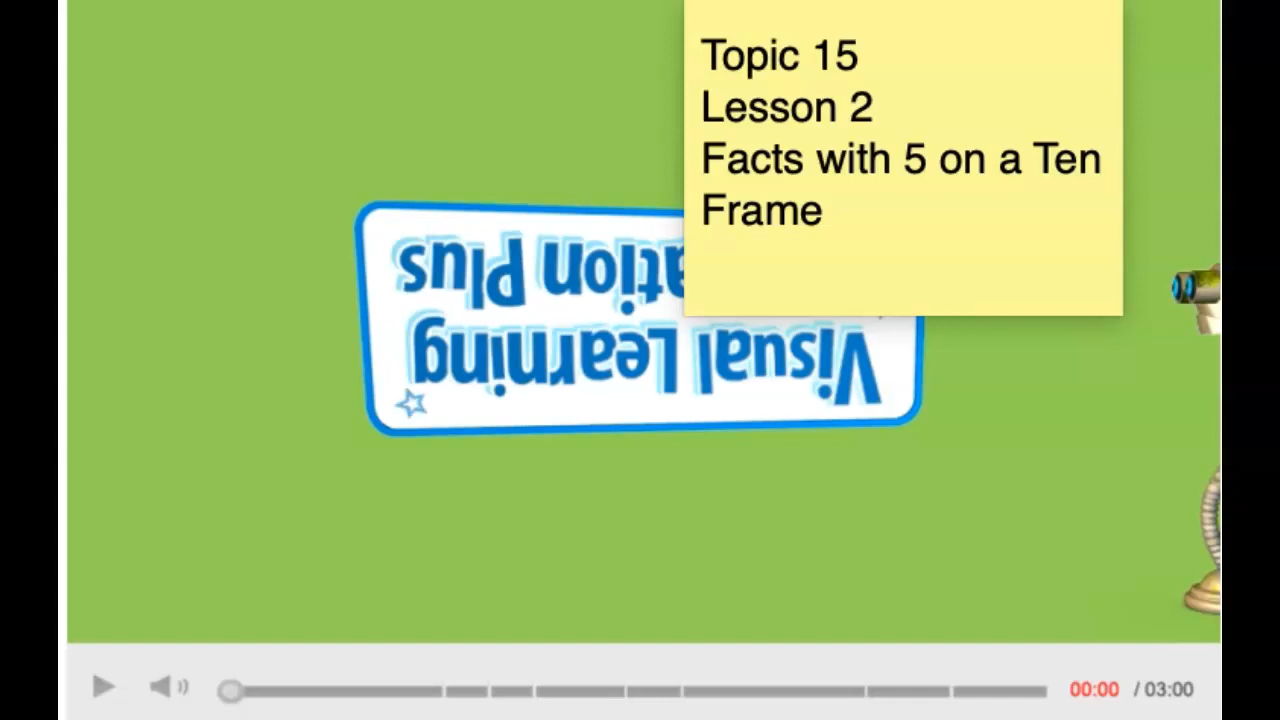 Topic 15
Lesson 2
Facts with 5 on a Ten
Frame
Visual Learning
ation Plus
00:00 / 03:00